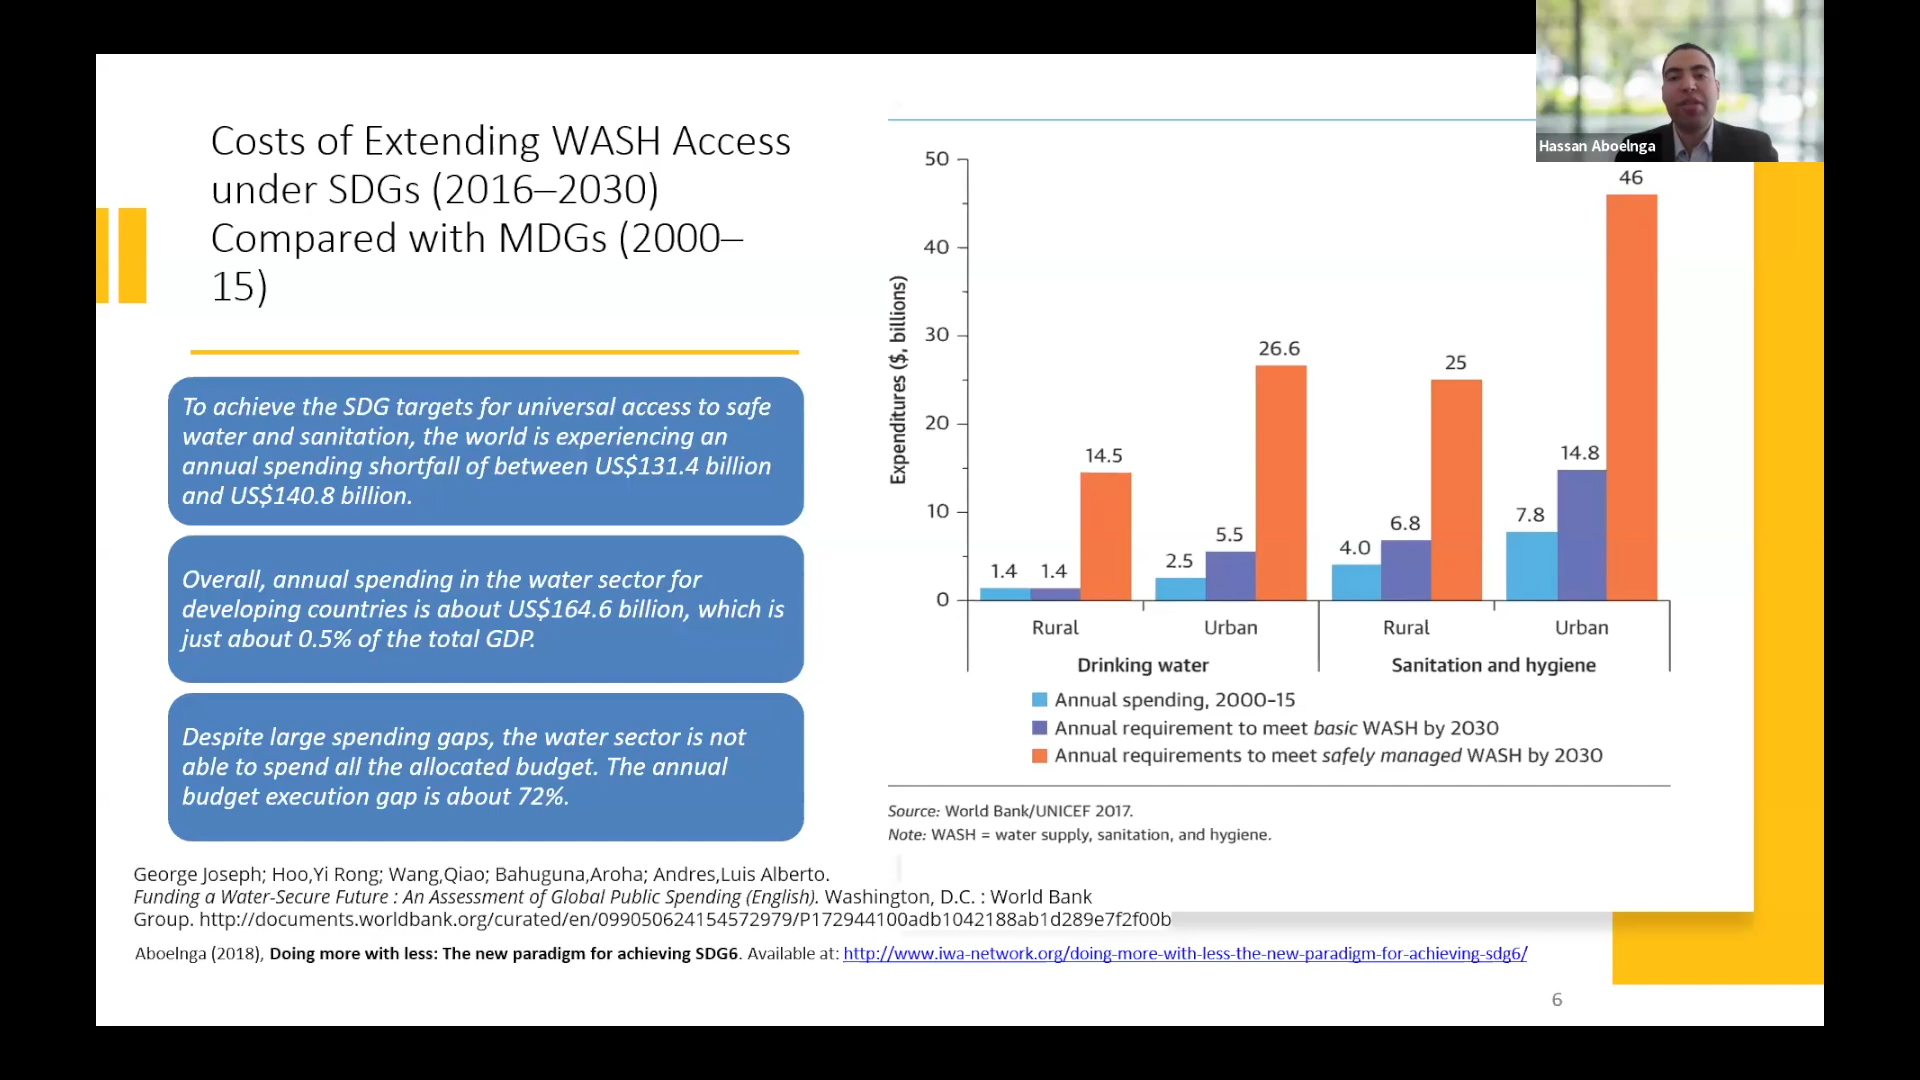 Costs of Extending WASH Access
under SDGs (2016–2030)
Compared with MDGs (2000–
15)
To achieve the SDG targets for universal access to safe
water and sanitation, the world is experiencing an
annual spending shortfall of between US$131.4 billion
and US$140.8 billion.
Overall, annual spending in the water sector for
developing countries is about US$164.6 billion, which is
just about 0.5% of the total GDP.
Despite large spending gaps, the water sector is not
able to spend all the allocated budget. The annual
budget execution gap is about 72%.
Hassan Aboelnga
Expenditures ($, billions)
50
40
30
20
10
0
1.4
1.4
14.5
2.5
5.5
26.6
4.0
6.8
25
7.8
14.8
46
Rural
Urban
Rural
Urban
Drinking water
Sanitation and hygiene
Annual spending, 2000–15
Annual requirement to meet basic WASH by 2030
Annual requirements to meet safely managed WASH by 2030
Source: World Bank/UNICEF 2017.
Note: WASH = water supply, sanitation, and hygiene.
George Joseph; Hoo,Yi Rong; Wang,Qiao; Bahuguna,Aroha; Andres,Luis Alberto.
Funding a Water-Secure Future : An Assessment of Global Public Spending (English). Washington, D.C. : World Bank
Group. http://documents.worldbank.org/curated/en/099050624154572979/P172944100adb1042188ab1d289e7f2f00b
Aboelnga (2018), Doing more with less: The new paradigm for achieving SDG6. Available at: http://www.iwa-network.org/doing-more-with-less-the-new-paradigm-for-achieving-sdg6/
6